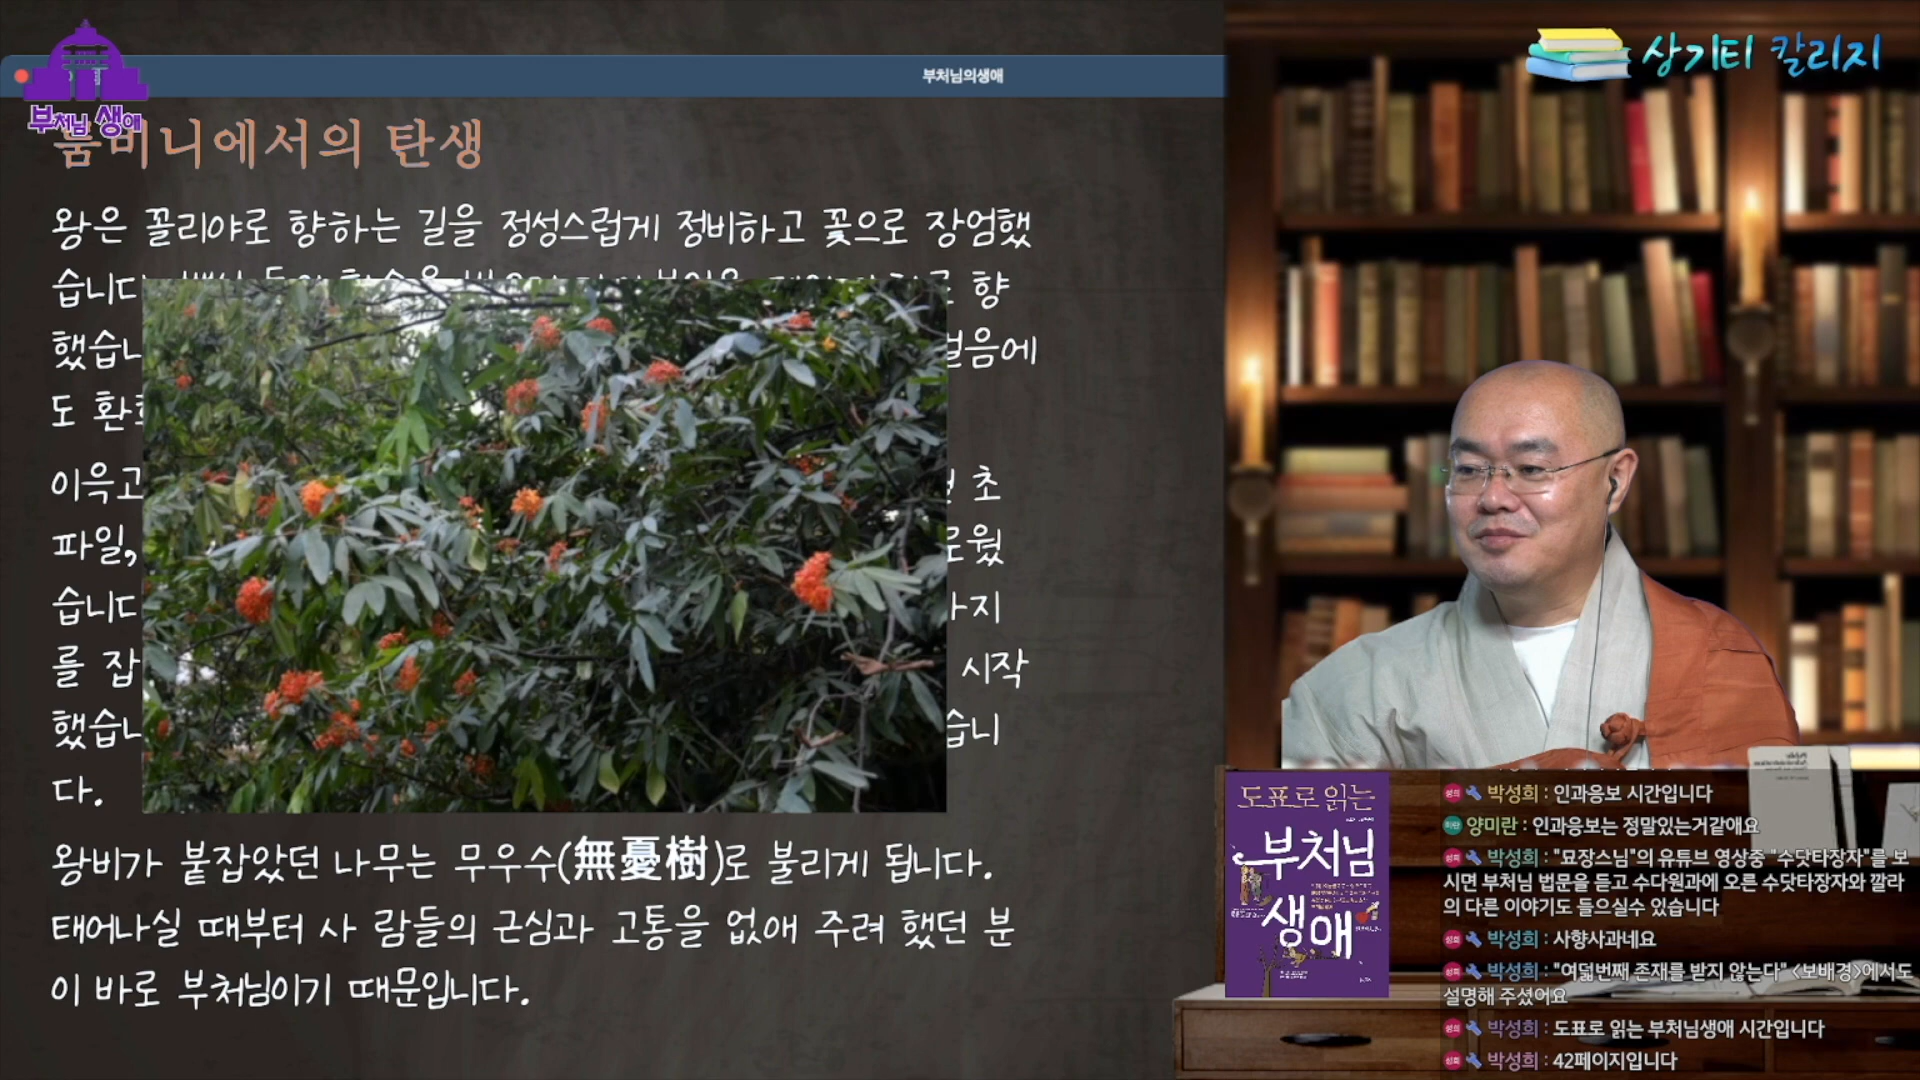 부처님의생애
부처님 생애
룸비니에서의 탄생
왕은 꼴리야로 향하는 길을 정성스럽게 정비하고 꽃으로 장엄했
습니다 향
했습니 걸음에
도 환호
이윽고 초
파일, 로웠
습니다 가지
를 잡 시작
했습니 습니
다.
왕비가 붙잡았던 나무는 무우수(無憂樹)로 불리게 됩니다.
태어나실 때부터 사 람들의 근심과 고통을 없애 주려 했던 분
이 바로 부처님이기 때문입니다.
상기티 칼리지
도표로 읽는
부처님
생애
박성희 : 인과응보 시간입니다
양미란 : 인과응보는 정말있는거같애요
박성희 : "묘장스님"의 유튜브 영상중 "수닷타장자"를 보
시면 부처님 법문을 듣고 수다원과에 오른 수닷타장자와 깔라
의 다른 이야기도 들으실수 있습니다
박성희 : 사향사과네요
박성희 : "여덟번째 존재를 받지 않는다" <보배경>에서도
설명해 주셨어요
박성희 : 도표로 읽는 부처님생애 시간입니다
박성희 : 42페이지입니다